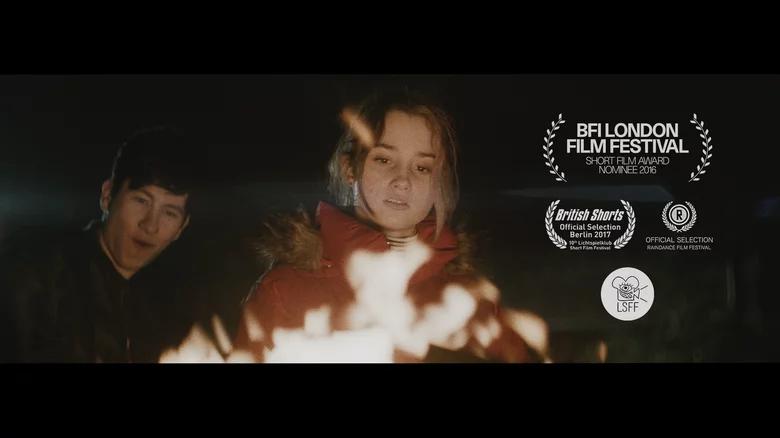 BFI LONDON
FILM FESTIVAL
SHORT FILM AWARD
NOMINEE 2016
British Shorts
Official Selection
Berlin 2017
10th Lichtspielklub
Short Film Festival
R
OFFICIAL SELECTION
RAINDANCE FILM FESTIVAL
LSFF